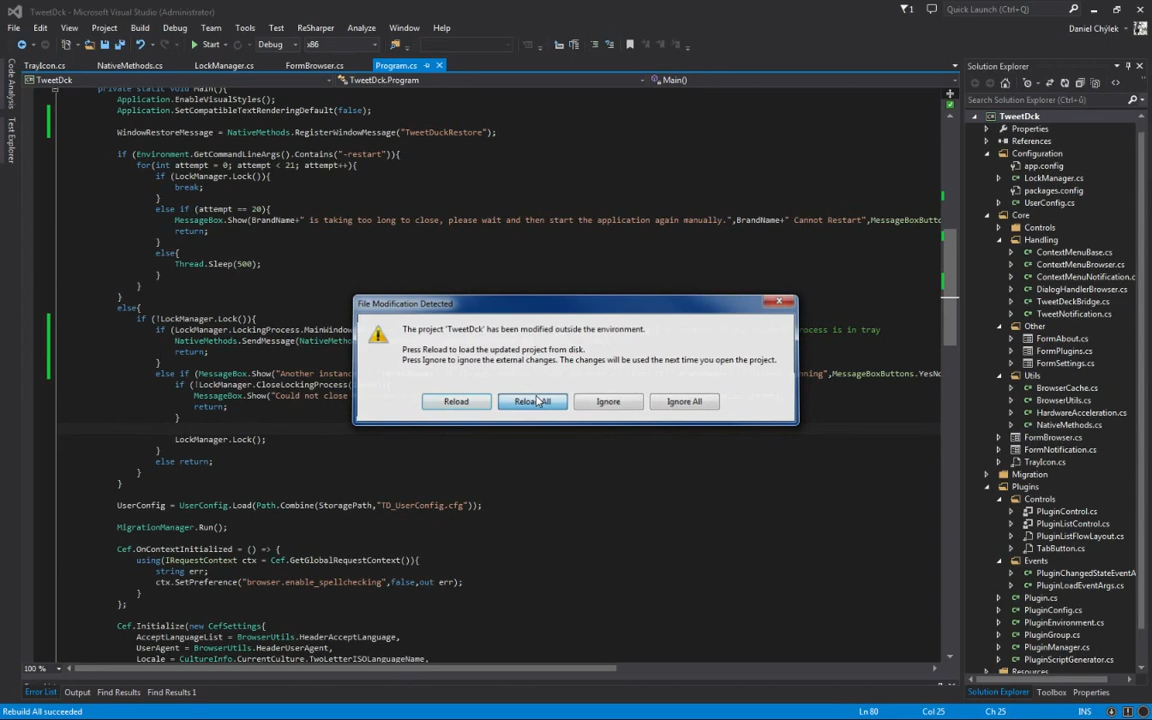 TweetDck - Microsoft Visual Studio (Administrator)
1
Quick Launch (Ctrl+Q)
File Edit View Project Build Debug Team Tools Test ReSharper Analyze Window Help
Daniel Chýlek
Start Debug x86
TrayIcon.cs NativeMethods.cs LockManager.cs FormBrowser.cs Program.cs
TweetDck TweetDck.Program Main()
Code Analysis
Test Explorer
private static void Main(){
Application.EnableVisualStyles();
Application.SetCompatibleTextRenderingDefault(false);
WindowRestoreMessage = NativeMethods.RegisterWindowMessage("TweetDuckRestore");
if (Environment.GetCommandLineArgs().Contains("-restart")){
for(int attempt = 0; attempt < 21; attempt++){
if (LockManager.Lock()){
break;
}
else if (attempt == 20){
MessageBox.Show(BrandName+" is taking too long to close, please wait and then start the application again manually.",BrandName+" Cannot Restart",MessageBoxButto
return;
}
else{
Thread.Sleep(500);
}
}
}
else{
if (!LockManager.Lock()){
if (LockManager.LockingProcess.MainWindow
rocess is in tray
NativeMethods.SendMessage(NativeMetho
return;
}
else if (MessageBox.Show("Another instanc
nning",MessageBoxButtons.YesNo
if (!LockManager.CloseLockingProcess(
MessageBox.Show("Could not close
return;
}
LockManager.Lock();
}
else return;
}
}
UserConfig = UserConfig.Load(Path.Combine(StoragePath,"TD_UserConfig.cfg"));
MigrationManager.Run();
Cef.OnContextInitialized = () => {
using(IRequestContext ctx = Cef.GetGlobalRequestContext()){
string err;
ctx.SetPreference("browser.enable_spellchecking",false,out err);
}
};
Cef.Initialize(new CefSettings{
AcceptLanguageList = BrowserUtils.HeaderAcceptLanguage,
UserAgent = BrowserUtils.HeaderUserAgent,
Locale = CultureInfo.CurrentCulture.TwoLetterISOLanguageName,
100 %
File Modification Detected
The project 'TweetDck' has been modified outside the environment.
Press Reload to load the updated project from disk.
Press Ignore to ignore the external changes. The changes will be used the next time you open the project.
Reload Reload All Ignore Ignore All
Solution Explorer
Search Solution Explorer (Ctrl+ů)
TweetDck
Properties
References
Configuration
app.config
LockManager.cs
packages.config
UserConfig.cs
Core
Controls
Handling
ContextMenuBase.cs
ContextMenuBrowser.cs
ContextMenuNotification.c
DialogHandlerBrowser.cs
TweetDeckBridge.cs
Other
FormAbout.cs
FormPlugins.cs
FormSettings.cs
Utils
BrowserCache.cs
BrowserUtils.cs
HardwareAcceleration.cs
NativeMethods.cs
FormBrowser.cs
FormNotification.cs
TrayIcon.cs
Migration
Plugins
Controls
PluginControl.cs
PluginListControl.cs
PluginListFlowLayout.cs
TabButton.cs
Events
PluginChangedStateEventA
PluginLoadEventArgs.cs
Plugin.cs
PluginConfig.cs
PluginEnvironment.cs
PluginGroup.cs
PluginManager.cs
PluginScriptGenerator.cs
Resources
Error List Output Find Results Find Results 1
Solution Explorer Toolbox Properties
Rebuild All succeeded Ln 80 Col 25 Ch 25 INS